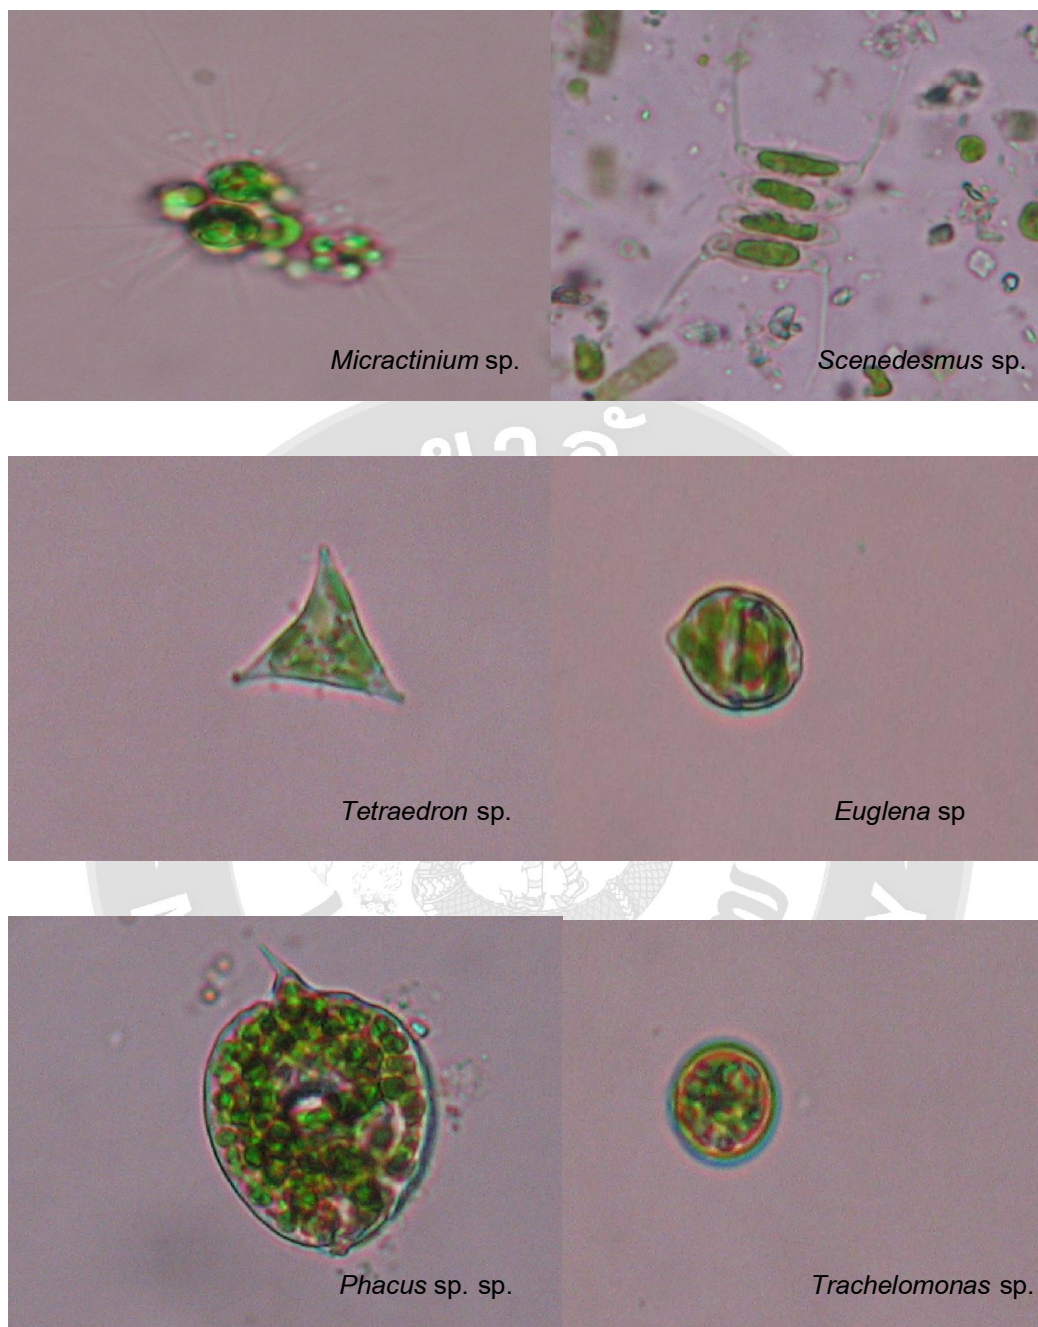 Micractinium sp.
Scenedesmus sp.
Tetraedron sp.
Euglena sp
Phacus sp. sp.
Trachelomonas sp.